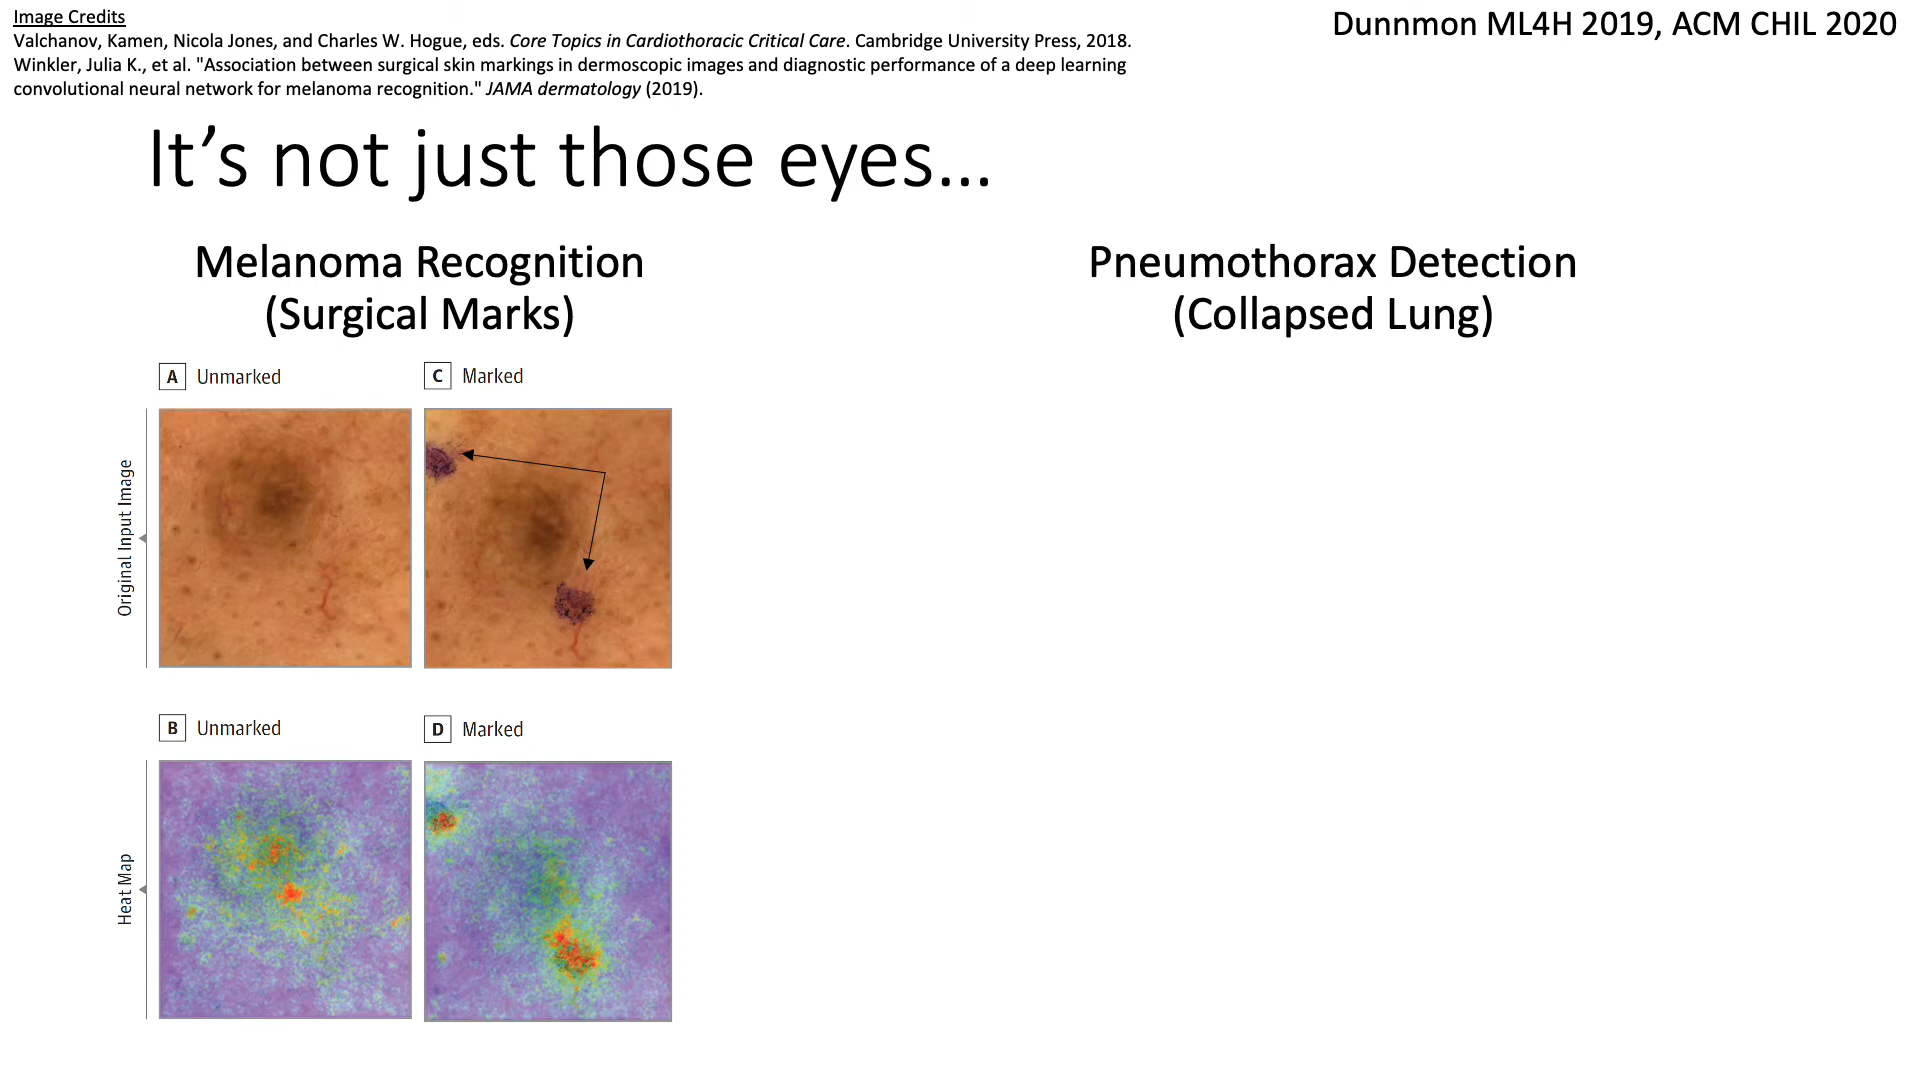 Image Credits
Valchanov, Kamen, Nicola Jones, and Charles W. Hogue, eds. Core Topics in Cardiothoracic Critical Care. Cambridge University Press, 2018.
Winkler, Julia K., et al. "Association between surgical skin markings in dermoscopic images and diagnostic performance of a deep learning
convolutional neural network for melanoma recognition." JAMA dermatology (2019).
Dunnmon ML4H 2019, ACM CHIL 2020
It’s not just those eyes…
Melanoma Recognition
(Surgical Marks)
Pneumothorax Detection
(Collapsed Lung)
A Unmarked
C Marked
Original Input Image
B Unmarked
D Marked
Heat Map